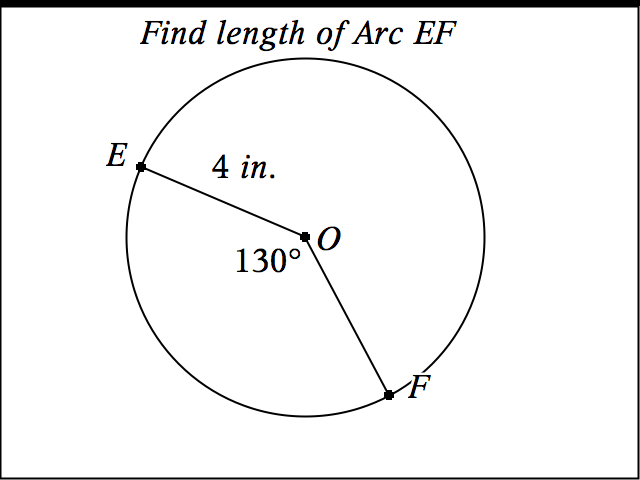 Find length of Arc EF
E
4 in.
O
130°
F